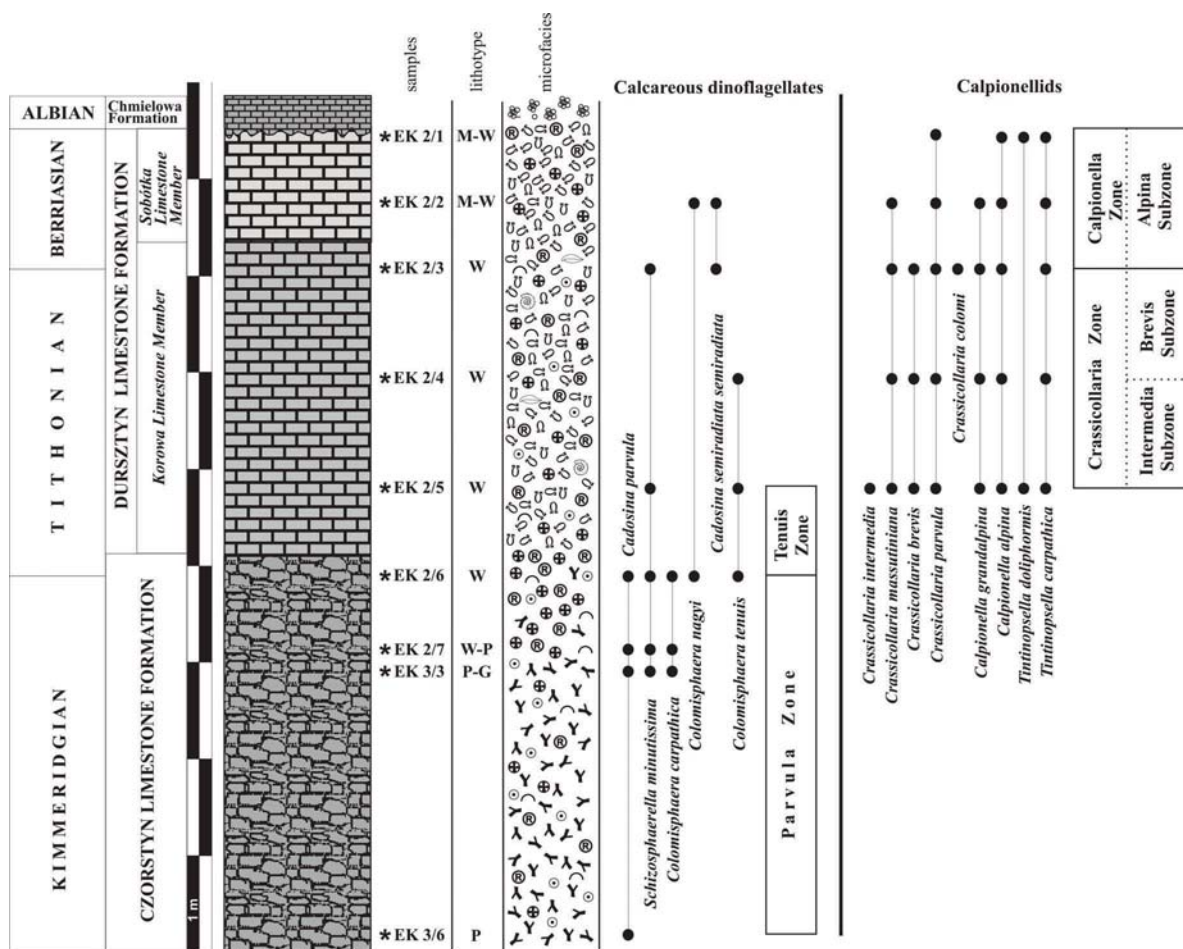 samples
lithotype
microfacies
Calcareous dinoflagellates
Calpionellids
ALBIAN
Chmielowa
Formation
BERRIASIAN
TITHONIAN
KIMMERIDGIAN
DURSZTYN LIMESTONE FORMATION
CZORSTYN LIMESTONE FORMATION
Sobótka
Limestone
Member
Korowa Limestone Member
1 m
*EK 2/1 M-W
*EK 2/2 M-W
*EK 2/3 W
*EK 2/4 W
*EK 2/5 W
*EK 2/6 W
*EK 2/7 W-P
*EK 3/3 P-G
*EK 3/6 P
Cadosina parvula
Schizosphaerella minutissima
Colomisphaera carpathica
Colomisphaera nagyi
Cadosina semiradiata semiradiata
Colomisphaera tenuis
Tenuis
Zone
Parvula Zone
Crassicollaria intermedia
Crassicollaria massutiniana
Crassicollaria brevis
Crassicollaria parvula
Crassicollaria colomi
Calpionella grandalpina
Calpionella alpina
Tintinopsella doliphormis
Tintinopsella carpathica
Calpionella
Zone
Alpina
Subzone
Crassicollaria Zone
Brevis
Subzone
Intermedia
Subzone